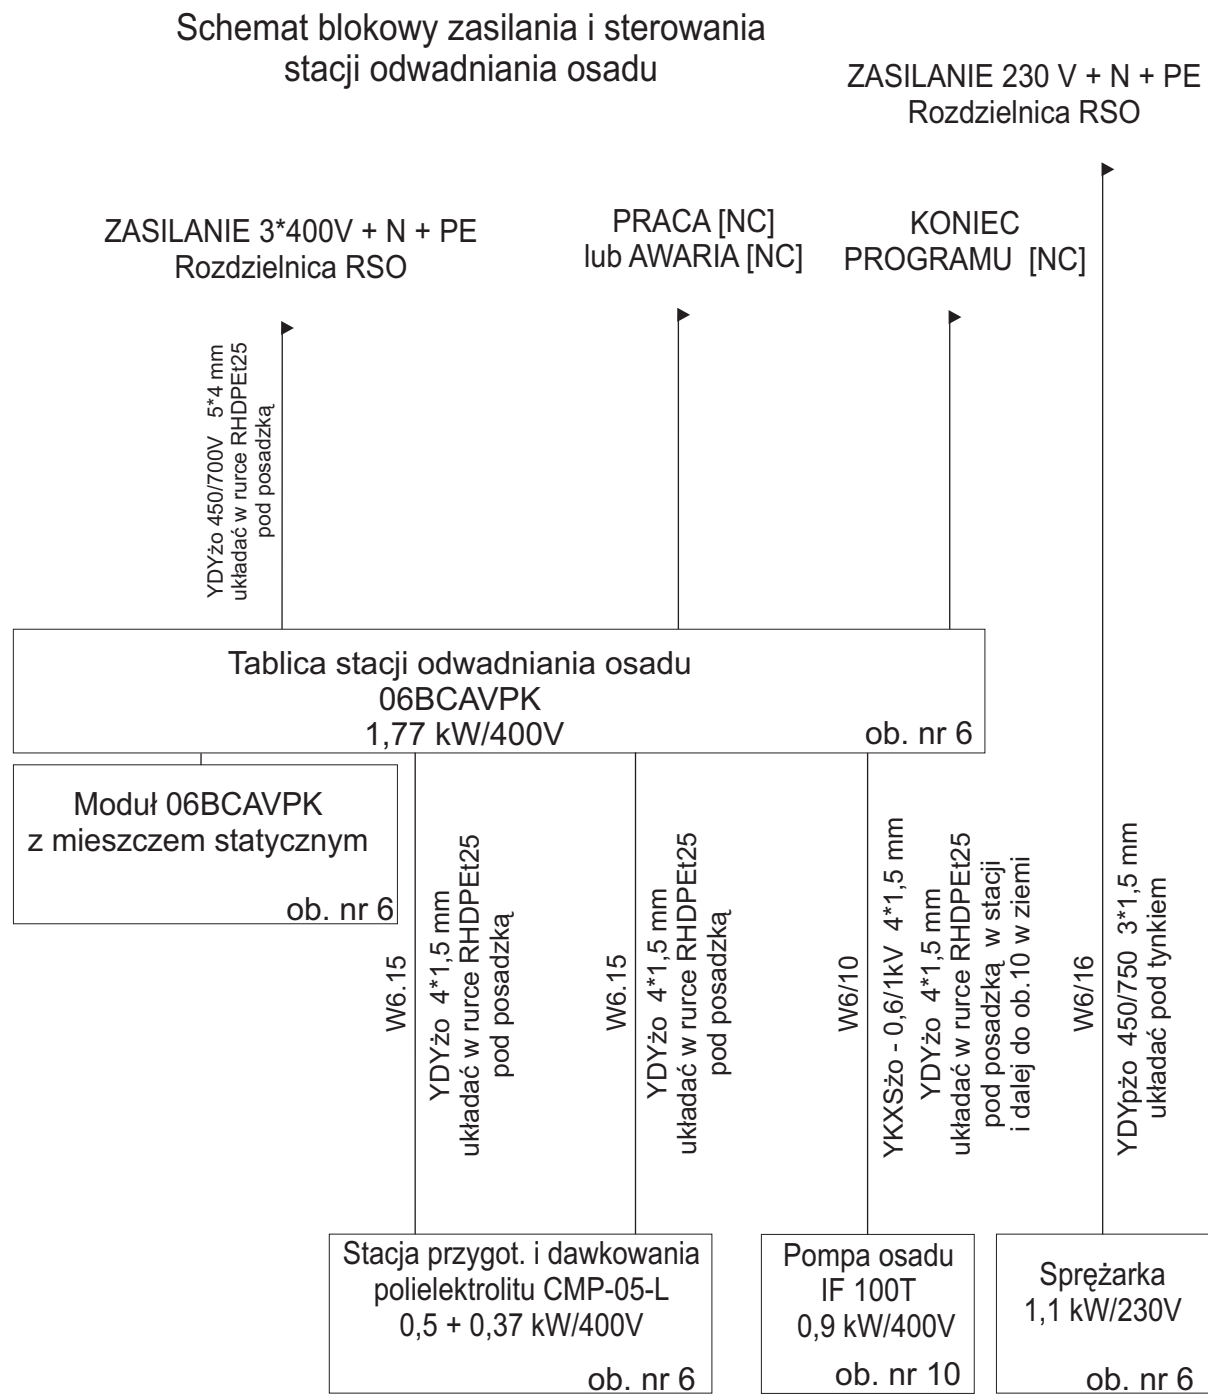 Schemat blokowy zasilania i sterowania
stacji odwadniania osadu
ZASILANIE 230 V + N + PE
Rozdzielnica RSO
ZASILANIE 3*400V + N + PE
Rozdzielnica RSO
PRACA [NC]
lub AWARIA [NC]
KONIEC
PROGRAMU [NC]
YDYżo 450/700V 5*4 mm
układać w rurce RHDPEt25
pod posadzką
Tablica stacji odwadniania osadu
06BCAVPK
1,77 kW/400V
ob. nr 6
Moduł 06BCAVPK
z mieszczem statycznym
ob. nr 6
W6.15
YDYżo 4*1,5 mm
układać w rurce RHDPEt25
pod posadzką
W6.15
YDYżo 4*1,5 mm
układać w rurce RHDPEt25
pod posadzką
W6/10
YKXSżo - 0,6/1kV 4*1,5 mm
YDYżo 4*1,5 mm
układać w rurce RHDPEt25
pod posadzką w stacji
i dalej do ob.10 w ziemi
W6/16
YDYpżo 450/750 3*1,5 mm
układać pod tynkiem
Stacja przygot. i dawkowania
polielektrolitu CMP-05-L
0,5 + 0,37 kW/400V
ob. nr 6
Pompa osadu
IF 100T
0,9 kW/400V
ob. nr 10
Sprężarka
1,1 kW/230V
ob. nr 6